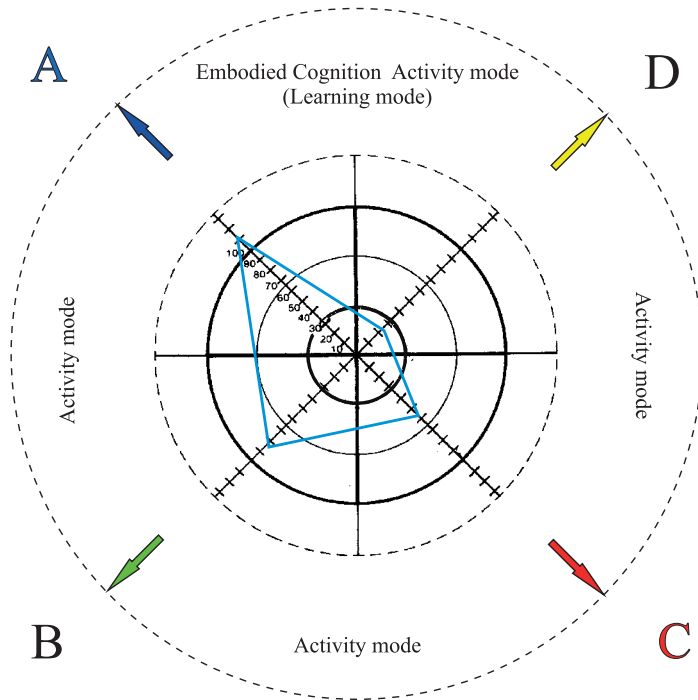 A
Embodied Cognition Activity mode
(Learning mode)
D
100
90
80
70
60
50
40
30
20
10
Activity mode
Activity mode
B
Activity mode
C